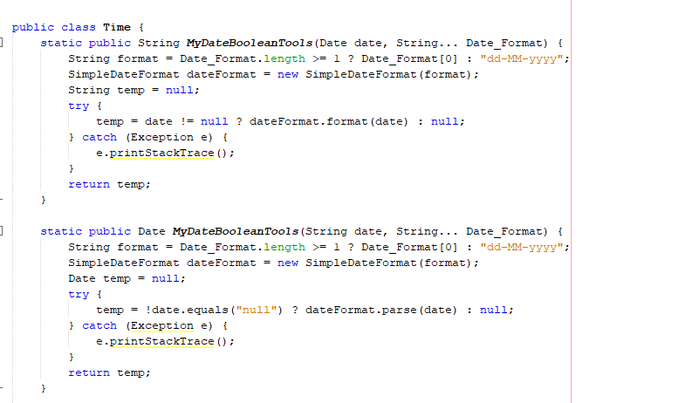 public class Time {
static public String MyDateBooleanTools(Date date, String... Date_Format) {
String format = Date_Format.length >= 1 ? Date_Format[0] : "dd-MM-yyyy";
SimpleDateFormat dateFormat = new SimpleDateFormat(format);
String temp = null;
try {
temp = date != null ? dateFormat.format(date) : null;
} catch (Exception e) {
e.printStackTrace();
}
return temp;
}
static public Date MyDateBooleanTools(String date, String... Date_Format) {
String format = Date_Format.length >= 1 ? Date_Format[0] : "dd-MM-yyyy";
SimpleDateFormat dateFormat = new SimpleDateFormat(format);
Date temp = null;
try {
temp = !date.equals("null") ? dateFormat.parse(date) : null;
} catch (Exception e) {
e.printStackTrace();
}
return temp;
}